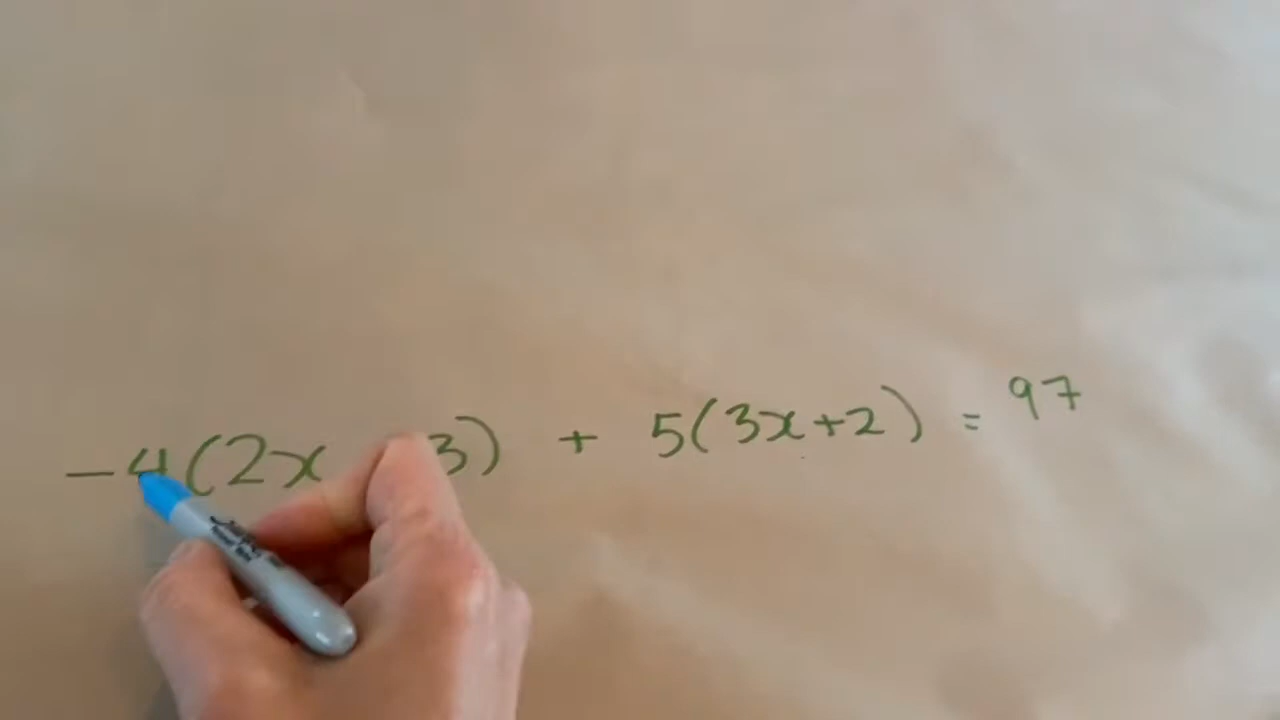 -4(2x 3) + 5(3x+2) = 97